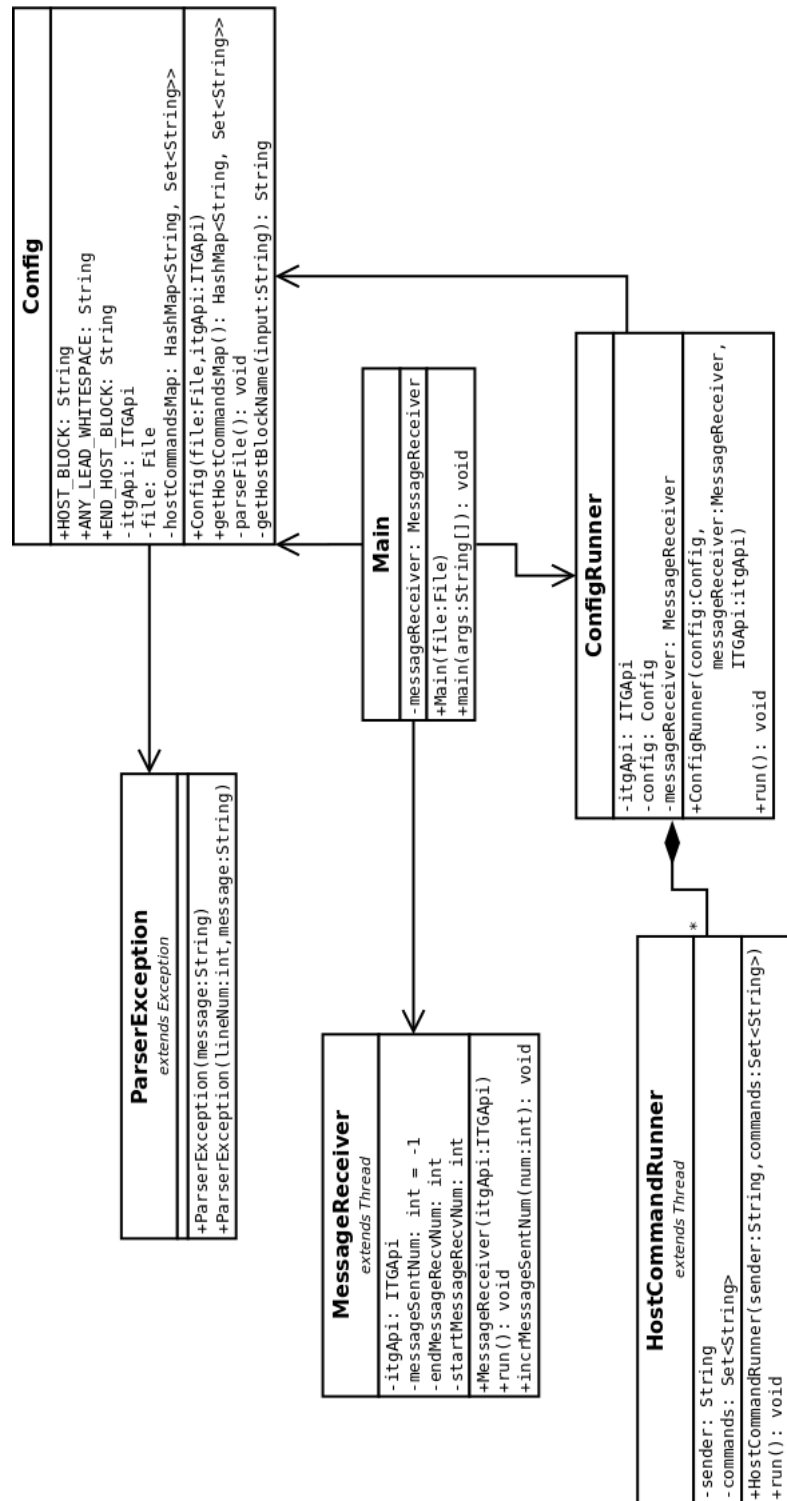 Config
+HOST_BLOCK: String
+ANY_LEAD_WHITESPACE: String
+END_HOST_BLOCK: String
-itgApi: ITGApi
-file: File
-hostCommandsMap: HashMap<String, Set<String>>
+Config(file:File,itgApi:ITGApi)
+getHostCommandsMap(): HashMap<String, Set<String>>
-parseFile(): void
-getHostBlockName(input:String): String
ParserException
extends Exception
+ParserException(message:String)
+ParserException(lineNum:int,message:String)
Main
-messageReceiver: MessageReceiver
+Main(file:File)
+main(args:String[]): void
MessageReceiver
extends Thread
-itgApi: ITGApi
-messageSentNum: int = -1
-endMessageRecvNum: int
-startMessageRecvNum: int
+MessageReceiver(itgApi:ITGApi)
+run(): void
+incrMessageSentNum(num:int): void
ConfigRunner
-itgApi: ITGApi
-config: Config
-messageReceiver: MessageReceiver
+ConfigRunner(config:Config,
messageReceiver:MessageReceiver,
ITGApi:itgApi)
+run(): void
*
HostCommandRunner
extends Thread
-sender: String
-commands: Set<String>
+HostCommandRunner(sender:String,commands:Set<String>)
+run(): void